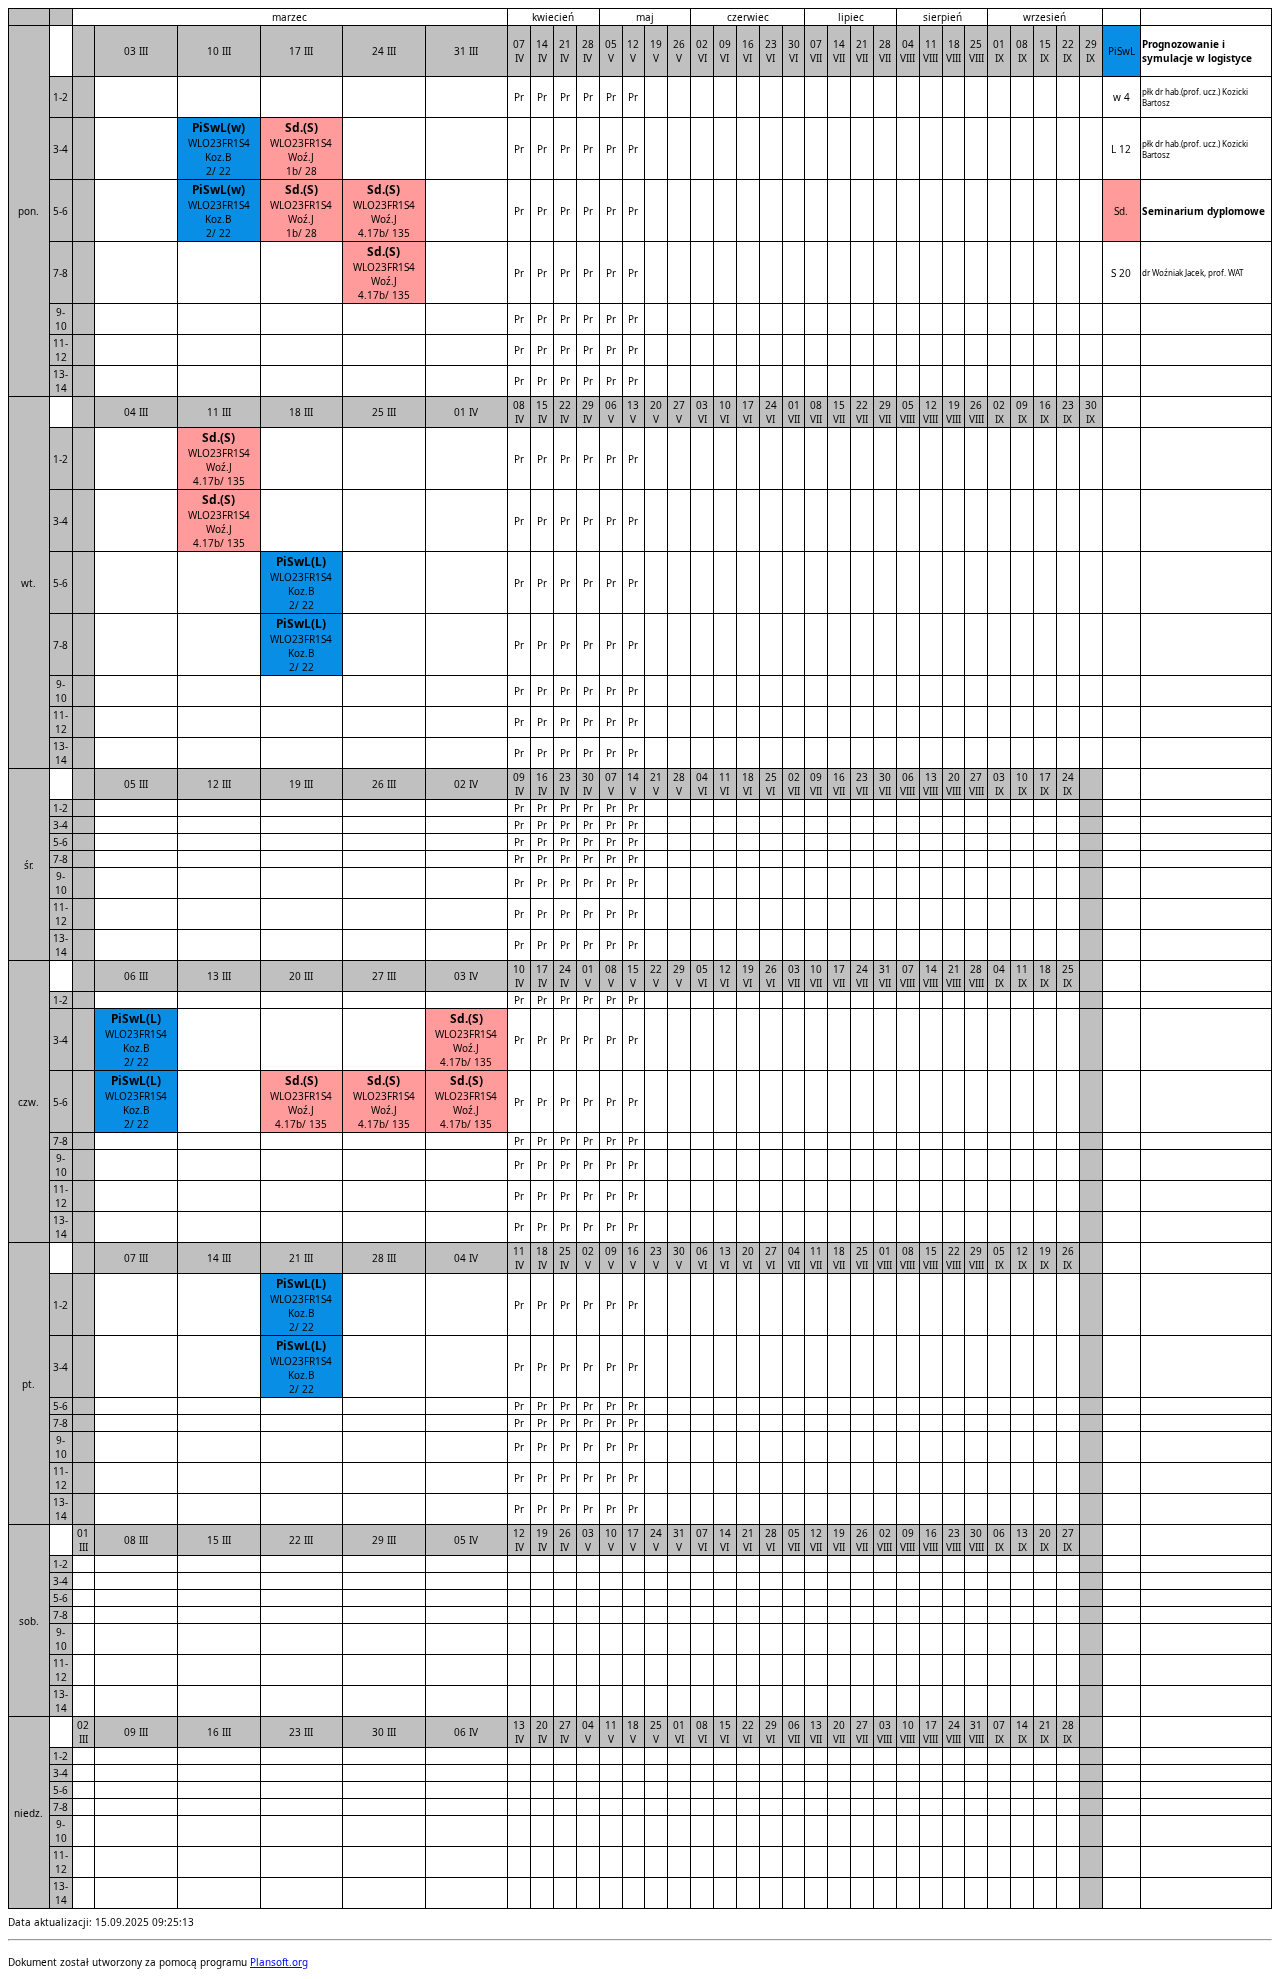 marzec kwiecień maj czerwiec lipiec sierpień wrzesień
pon. 03 III 10 III 17 III 24 III 31 III 07 IV 14 IV 21 IV 28 IV 05 V 12 V 19 V 26 V 02 VI 09 VI 16 VI 23 VI 30 VI 07 VII 14 VII 21 VII 28 VII 04 VIII 11 VIII 18 VIII 25 VIII 01 IX 08 IX 15 IX 22 IX 29 IX PiSwL Prognozowanie i symulacje w logistyce
1-2 Pr Pr Pr Pr Pr Pr w 4 płk dr hab.(prof. ucz.) Kozicki Bartosz
3-4 PiSwL(w) WLO23FR1S4 Koz.B 2/ 22 Sd.(S) WLO23FR1S4 Woź.J 1b/ 28 Pr Pr Pr Pr Pr Pr L 12 płk dr hab.(prof. ucz.) Kozicki Bartosz
5-6 PiSwL(w) WLO23FR1S4 Koz.B 2/ 22 Sd.(S) WLO23FR1S4 Woź.J 1b/ 28 Sd.(S) WLO23FR1S4 Woź.J 4.17b/ 135 Pr Pr Pr Pr Pr Pr Sd. Seminarium dyplomowe
7-8 Sd.(S) WLO23FR1S4 Woź.J 4.17b/ 135 Pr Pr Pr Pr Pr Pr S 20 dr Woźniak Jacek, prof. WAT
9-10 Pr Pr Pr Pr Pr Pr
11-12 Pr Pr Pr Pr Pr Pr
13-14 Pr Pr Pr Pr Pr Pr
wt. 04 III 11 III 18 III 25 III 01 IV 08 IV 15 IV 22 IV 29 IV 06 V 13 V 20 V 27 V 03 VI 10 VI 17 VI 24 VI 01 VII 08 VII 15 VII 22 VII 29 VII 05 VIII 12 VIII 19 VIII 26 VIII 02 IX 09 IX 16 IX 23 IX 30 IX
1-2 Sd.(S) WLO23FR1S4 Woź.J 4.17b/ 135 Pr Pr Pr Pr Pr Pr
3-4 Sd.(S) WLO23FR1S4 Woź.J 4.17b/ 135 Pr Pr Pr Pr Pr Pr
5-6 PiSwL(L) WLO23FR1S4 Koz.B 2/ 22 Pr Pr Pr Pr Pr Pr
7-8 PiSwL(L) WLO23FR1S4 Koz.B 2/ 22 Pr Pr Pr Pr Pr Pr
9-10 Pr Pr Pr Pr Pr Pr
11-12 Pr Pr Pr Pr Pr Pr
13-14 Pr Pr Pr Pr Pr Pr
śr. 05 III 12 III 19 III 26 III 02 IV 09 IV 16 IV 23 IV 30 IV 07 V 14 V 21 V 28 V 04 VI 11 VI 18 VI 25 VI 02 VII 09 VII 16 VII 23 VII 30 VII 06 VIII 13 VIII 20 VIII 27 VIII 03 IX 10 IX 17 IX 24 IX
1-2 Pr Pr Pr Pr Pr Pr
3-4 Pr Pr Pr Pr Pr Pr
5-6 Pr Pr Pr Pr Pr Pr
7-8 Pr Pr Pr Pr Pr Pr
9-10 Pr Pr Pr Pr Pr Pr
11-12 Pr Pr Pr Pr Pr Pr
13-14 Pr Pr Pr Pr Pr Pr
czw. 06 III 13 III 20 III 27 III 03 IV 10 IV 17 IV 24 IV 01 V 08 V 15 V 22 V 29 V 05 VI 12 VI 19 VI 26 VI 03 VII 10 VII 17 VII 24 VII 31 VII 07 VIII 14 VIII 21 VIII 28 VIII 04 IX 11 IX 18 IX 25 IX
1-2 Pr Pr Pr Pr Pr Pr
3-4 PiSwL(L) WLO23FR1S4 Koz.B 2/ 22 Sd.(S) WLO23FR1S4 Woź.J 4.17b/ 135 Pr Pr Pr Pr Pr Pr
5-6 PiSwL(L) WLO23FR1S4 Koz.B 2/ 22 Sd.(S) WLO23FR1S4 Woź.J 4.17b/ 135 Sd.(S) WLO23FR1S4 Woź.J 4.17b/ 135 Sd.(S) WLO23FR1S4 Woź.J 4.17b/ 135 Pr Pr Pr Pr Pr Pr
7-8 Pr Pr Pr Pr Pr Pr
9-10 Pr Pr Pr Pr Pr Pr
11-12 Pr Pr Pr Pr Pr Pr
13-14 Pr Pr Pr Pr Pr Pr
pt. 07 III 14 III 21 III 28 III 04 IV 11 IV 18 IV 25 IV 02 V 09 V 16 V 23 V 30 V 06 VI 13 VI 20 VI 27 VI 04 VII 11 VII 18 VII 25 VII 01 VIII 08 VIII 15 VIII 22 VIII 29 VIII 05 IX 12 IX 19 IX 26 IX
1-2 PiSwL(L) WLO23FR1S4 Koz.B 2/ 22 Pr Pr Pr Pr Pr Pr
3-4 PiSwL(L) WLO23FR1S4 Koz.B 2/ 22 Pr Pr Pr Pr Pr Pr
5-6 Pr Pr Pr Pr Pr Pr
7-8 Pr Pr Pr Pr Pr Pr
9-10 Pr Pr Pr Pr Pr Pr
11-12 Pr Pr Pr Pr Pr Pr
13-14 Pr Pr Pr Pr Pr Pr
sob. 01 III 08 III 15 III 22 III 29 III 05 IV 12 IV 19 IV 26 IV 03 V 10 V 17 V 24 V 31 V 07 VI 14 VI 21 VI 28 VI 05 VII 12 VII 19 VII 26 VII 02 VIII 09 VIII 16 VIII 23 VIII 30 VIII 06 IX 13 IX 20 IX 27 IX
1-2
3-4
5-6
7-8
9-10
11-12
13-14
niedz. 02 III 09 III 16 III 23 III 30 III 06 IV 13 IV 20 IV 27 IV 04 V 11 V 18 V 25 V 01 VI 08 VI 15 VI 22 VI 29 VI 06 VII 13 VII 20 VII 27 VII 03 VIII 10 VIII 17 VIII 24 VIII 31 VIII 07 IX 14 IX 21 IX 28 IX
1-2
3-4
5-6
7-8
9-10
11-12
13-14
Data aktualizacji: 15.09.2025 09:25:13
Dokument został utworzony za pomocą programu Plansoft.org